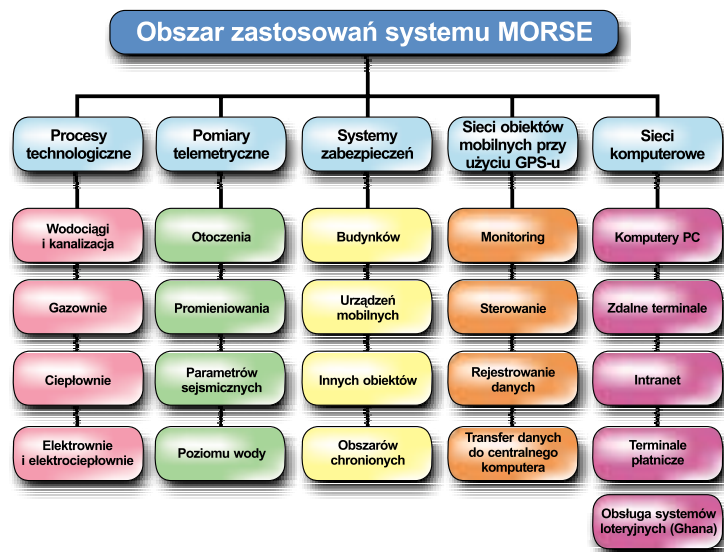 Obszar zastosowań systemu MORSE
Procesy
technologiczne
Pomiary
telemetryczne
Systemy
zabezpieczeń
Sieci obiektów
mobilnych przy
użyciu GPS-u
Sieci
komputerowe
Wodociągi
i kanalizacja
Otoczenia
Budynków
Monitoring
Komputery PC
Gazownie
Promieniowania
Urządzeń
mobilnych
Sterowanie
Zdalne terminale
Ciepłownie
Parametrów
sejsmicznych
Innych obiektów
Rejestrowanie
danych
Intranet
Elektrownie
i elektrociepłownie
Poziomu wody
Obszarów
chronionych
Transfer danych
do centralnego
komputera
Terminale
płatnicze
Obsługa systemów
loteryjnych (Ghana)